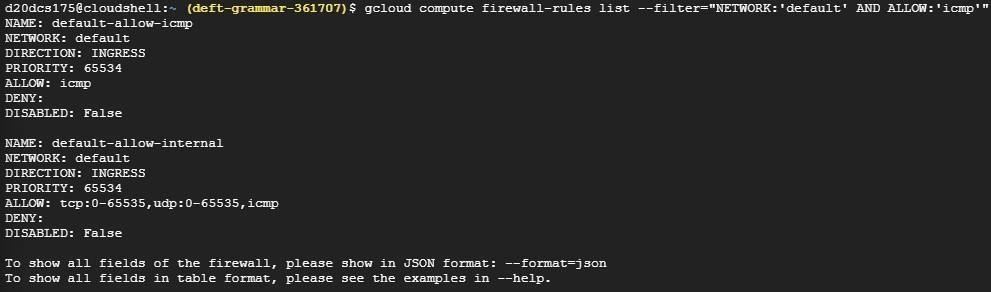 d20dcs175@cloudshell:~ (deft-grammar-361707)$ gcloud compute firewall-rules list --filter="NETWORK:'default' AND ALLOW:'icmp'"
NAME: default-allow-icmp
NETWORK: default
DIRECTION: INGRESS
PRIORITY: 65534
ALLOW: icmp
DENY:
DISABLED: False

NAME: default-allow-internal
NETWORK: default
DIRECTION: INGRESS
PRIORITY: 65534
ALLOW: tcp:0-65535,udp:0-65535,icmp
DENY:
DISABLED: False

To show all fields of the firewall, please show in JSON format: --format=json
To show all fields in table format, please see the examples in --help.